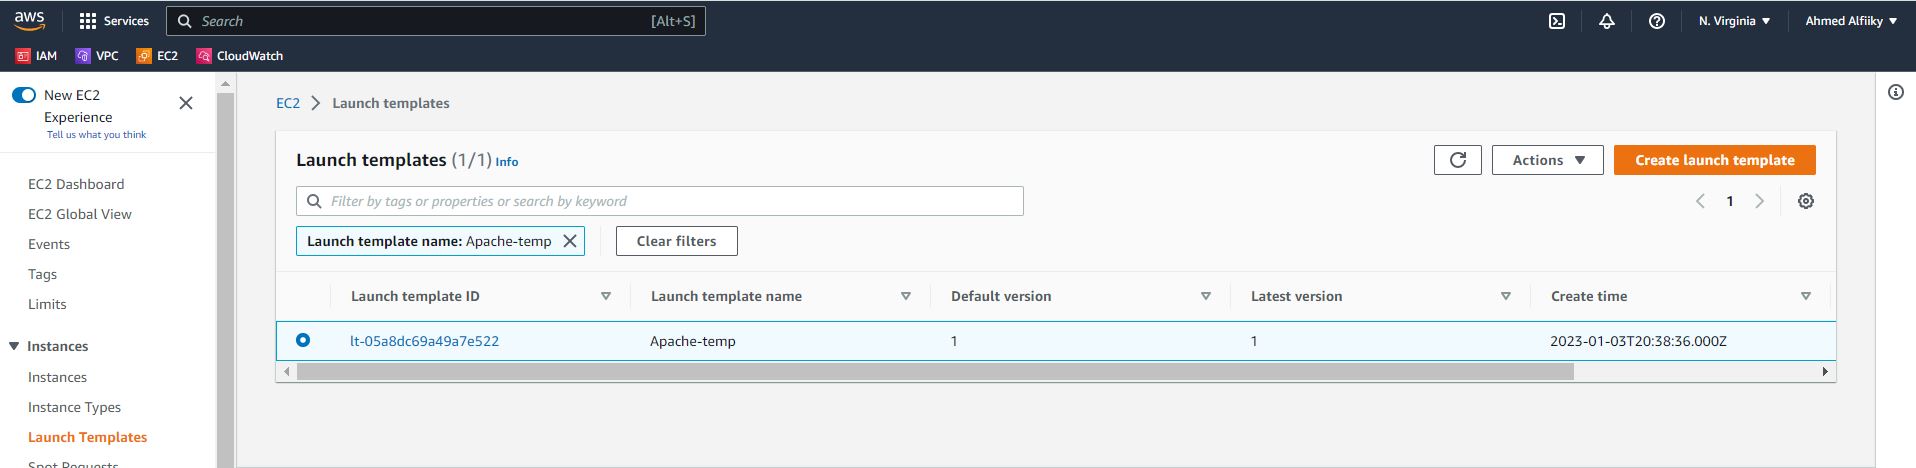 aws Services Search [Alt+S] N. Virginia Ahmed Alfiiky
IAM VPC EC2 CloudWatch
New EC2
Experience
Tell us what you think
EC2 Dashboard
EC2 Global View
Events
Tags
Limits
Instances
Instances
Instance Types
Launch Templates
Spot Requests
EC2 Launch templates
Launch templates (1/1) Info Actions Create launch template
Filter by tags or properties or search by keyword 1
Launch template name: Apache-temp Clear filters
Launch template ID Launch template name Default version Latest version Create time
lt-05a8dc69a49a7e522 Apache-temp 1 1 2023-01-03T20:38:36.000Z